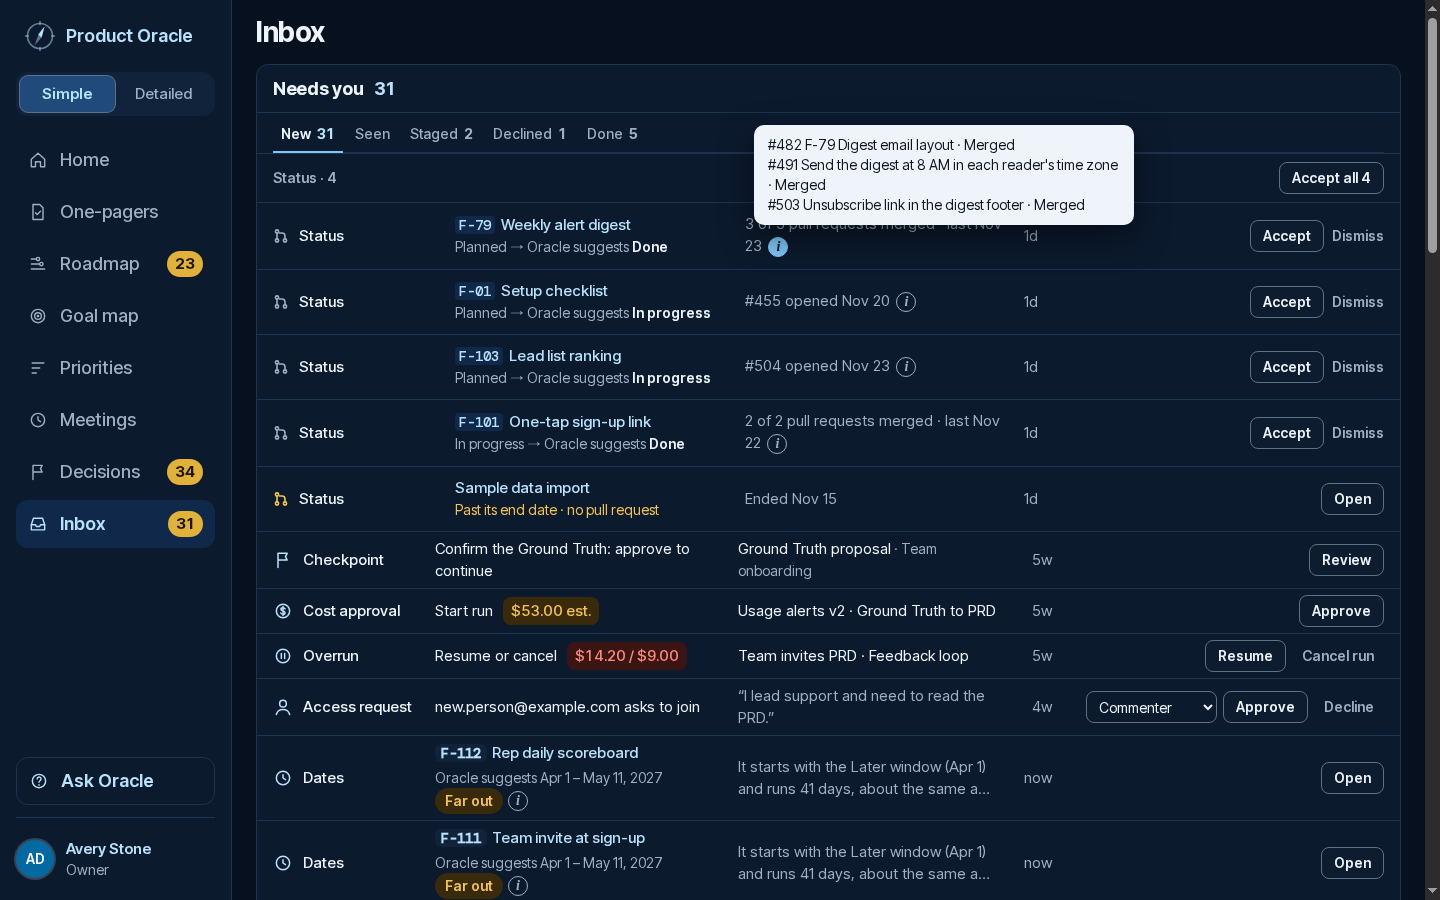 Product Oracle
Simple
Detailed
Home
One-pagers
Roadmap 23
Goal map
Priorities
Meetings
Decisions 34
Inbox 31
Ask Oracle
AD
Avery Stone
Owner
Inbox
Needs you 31
New 31 Seen Staged 2 Declined 1 Done 5
#482 F-79 Digest email layout · Merged
#491 Send the digest at 8 AM in each reader's time zone
· Merged
#503 Unsubscribe link in the digest footer · Merged
Status · 4
Accept all 4
Status
F-79 Weekly alert digest
Planned → Oracle suggests Done
3 of 3 pull requests merged · last Nov
23 i
1d
Accept Dismiss
Status
F-01 Setup checklist
Planned → Oracle suggests In progress
#455 opened Nov 20 i
1d
Accept Dismiss
Status
F-103 Lead list ranking
Planned → Oracle suggests In progress
#504 opened Nov 23 i
1d
Accept Dismiss
Status
F-101 One-tap sign-up link
In progress → Oracle suggests Done
2 of 2 pull requests merged · last Nov
22 i
1d
Accept Dismiss
Status
Sample data import
Past its end date · no pull request
Ended Nov 15
1d
Open
Checkpoint
Confirm the Ground Truth: approve to
continue
Ground Truth proposal · Team
onboarding
5w
Review
Cost approval
Start run $53.00 est.
Usage alerts v2 · Ground Truth to PRD
5w
Approve
Overrun
Resume or cancel $14.20 / $9.00
Team invites PRD · Feedback loop
5w
Resume Cancel run
Access request
new.person@example.com asks to join
“I lead support and need to read the
PRD.”
4w
Commenter Approve Decline
Dates
F-112 Rep daily scoreboard
Oracle suggests Apr 1 – May 11, 2027
Far out i
It starts with the Later window (Apr 1)
and runs 41 days, about the same a…
now
Open
Dates
F-111 Team invite at sign-up
Oracle suggests Apr 1 – May 11, 2027
Far out i
It starts with the Later window (Apr 1)
and runs 41 days, about the same a…
now
Open